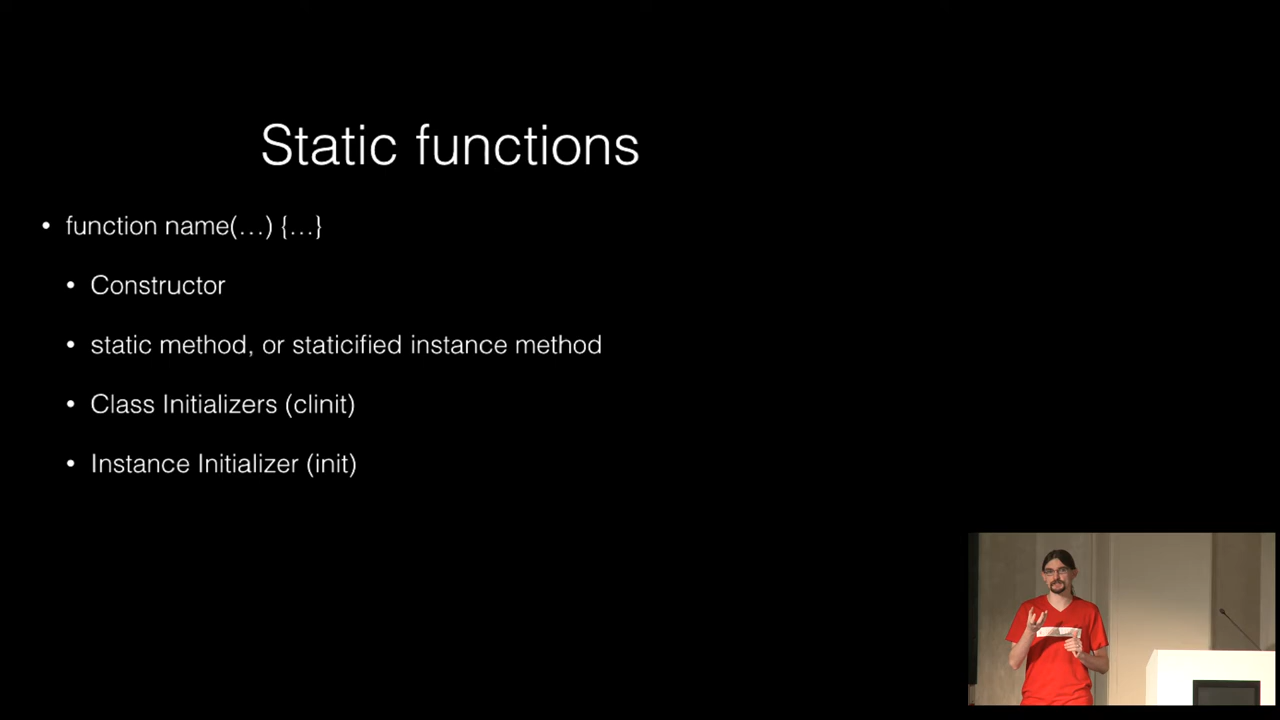 Static functions
• function name(…) {…}
• Constructor
• static method, or staticified instance method
• Class Initializers (clinit)
• Instance Initializer (init)